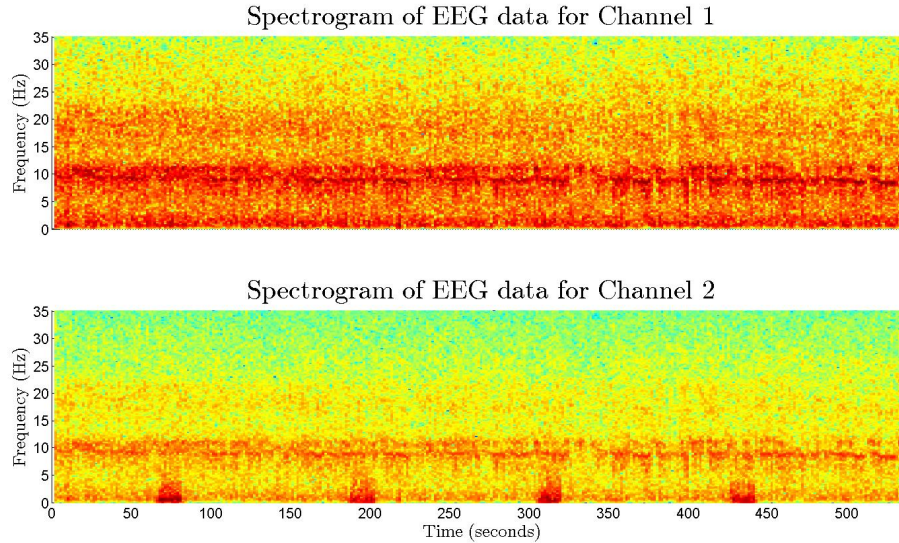 Spectrogram of EEG data for Channel 1
Frequency (Hz)
35
30
25
20
15
10
5
0
Spectrogram of EEG data for Channel 2
Frequency (Hz)
35
30
25
20
15
10
5
0
0 50 100 150 200 250 300 350 400 450 500
Time (seconds)